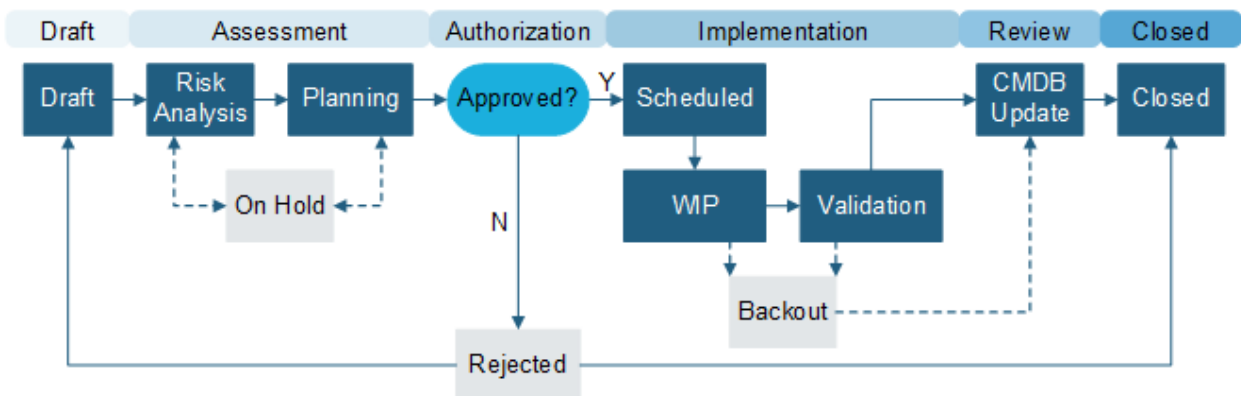 Draft
Assessment
Authorization
Implementation
Review
Closed
Draft
Risk
Analysis
Planning
Approved?
Y
Scheduled
CMDB
Update
Closed
On Hold
N
WIP
Validation
Backout
Rejected